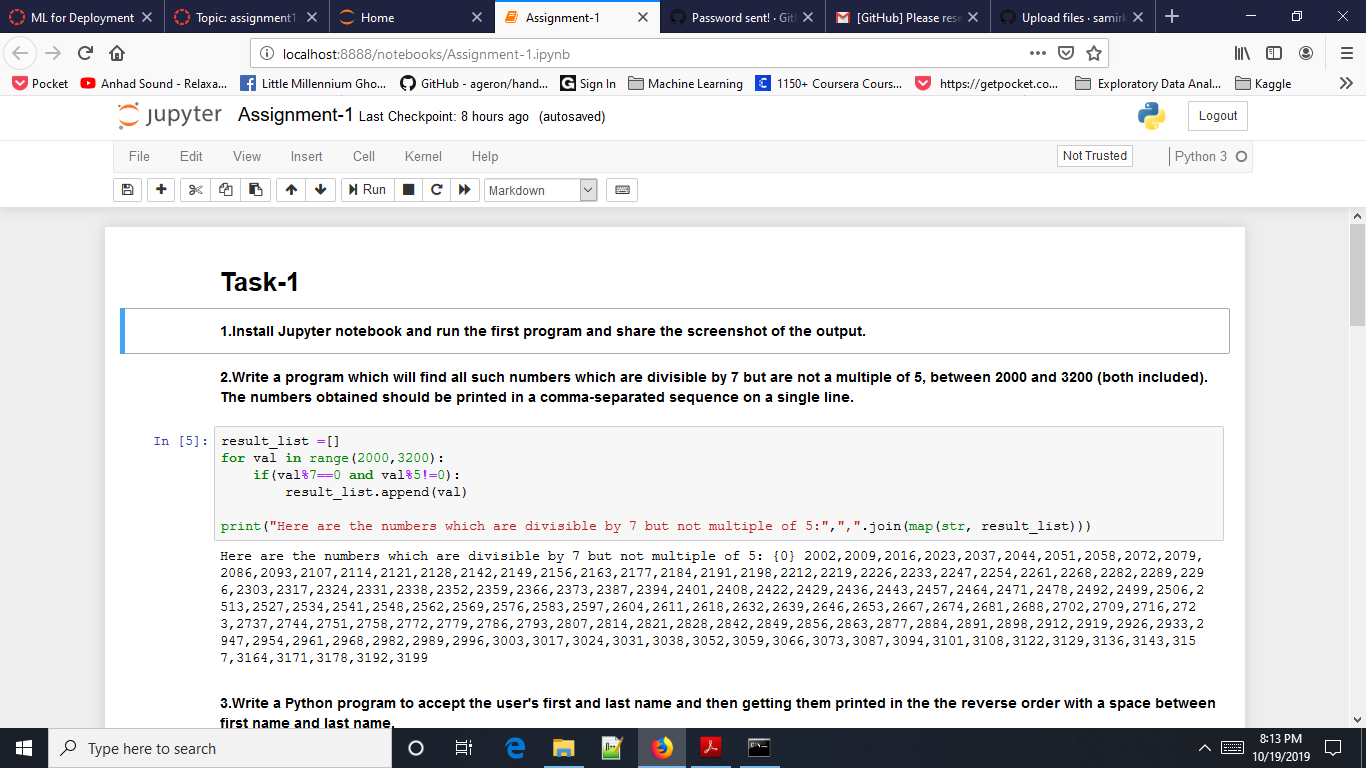 ML for Deployment
Topic: assignment1
Home
Assignment-1
Password sent! · Git
[GitHub] Please rese
Upload files · samirk
localhost:8888/notebooks/Assignment-1.ipynb
Pocket
Anhad Sound - Relaxa...
Little Millennium Gho...
GitHub - ageron/hand...
Sign In
Machine Learning
1150+ Coursera Cours...
https://getpocket.co...
Exploratory Data Anal...
Kaggle
jupyter Assignment-1 Last Checkpoint: 8 hours ago (autosaved)
Logout
File Edit View Insert Cell Kernel Help
Not Trusted
Python 3
Run
Markdown
Task-1
1.Install Jupyter notebook and run the first program and share the screenshot of the output.
2.Write a program which will find all such numbers which are divisible by 7 but are not a multiple of 5, between 2000 and 3200 (both included).
The numbers obtained should be printed in a comma-separated sequence on a single line.
In [5]:
result_list =[]
for val in range(2000,3200):
    if(val%7==0 and val%5!=0):
        result_list.append(val)
print("Here are the numbers which are divisible by 7 but not multiple of 5:",",".join(map(str, result_list)))
Here are the numbers which are divisible by 7 but not multiple of 5: {0} 2002,2009,2016,2023,2037,2044,2051,2058,2072,2079,
2086,2093,2107,2114,2121,2128,2142,2149,2156,2163,2177,2184,2191,2198,2212,2219,2226,2233,2247,2254,2261,2268,2282,2289,229
6,2303,2317,2324,2331,2338,2352,2359,2366,2373,2387,2394,2401,2408,2422,2429,2436,2443,2457,2464,2471,2478,2492,2499,2506,2
513,2527,2534,2541,2548,2562,2569,2576,2583,2597,2604,2611,2618,2632,2639,2646,2653,2667,2674,2681,2688,2702,2709,2716,272
3,2737,2744,2751,2758,2772,2779,2786,2793,2807,2814,2821,2828,2842,2849,2856,2863,2877,2884,2891,2898,2912,2919,2926,2933,2
947,2954,2961,2968,2982,2989,2996,3003,3017,3024,3031,3038,3052,3059,3066,3073,3087,3094,3101,3108,3122,3129,3136,3143,315
7,3164,3171,3178,3192,3199
3.Write a Python program to accept the user's first and last name and then getting them printed in the the reverse order with a space between
first name and last name.
Type here to search
8:13 PM
10/19/2019